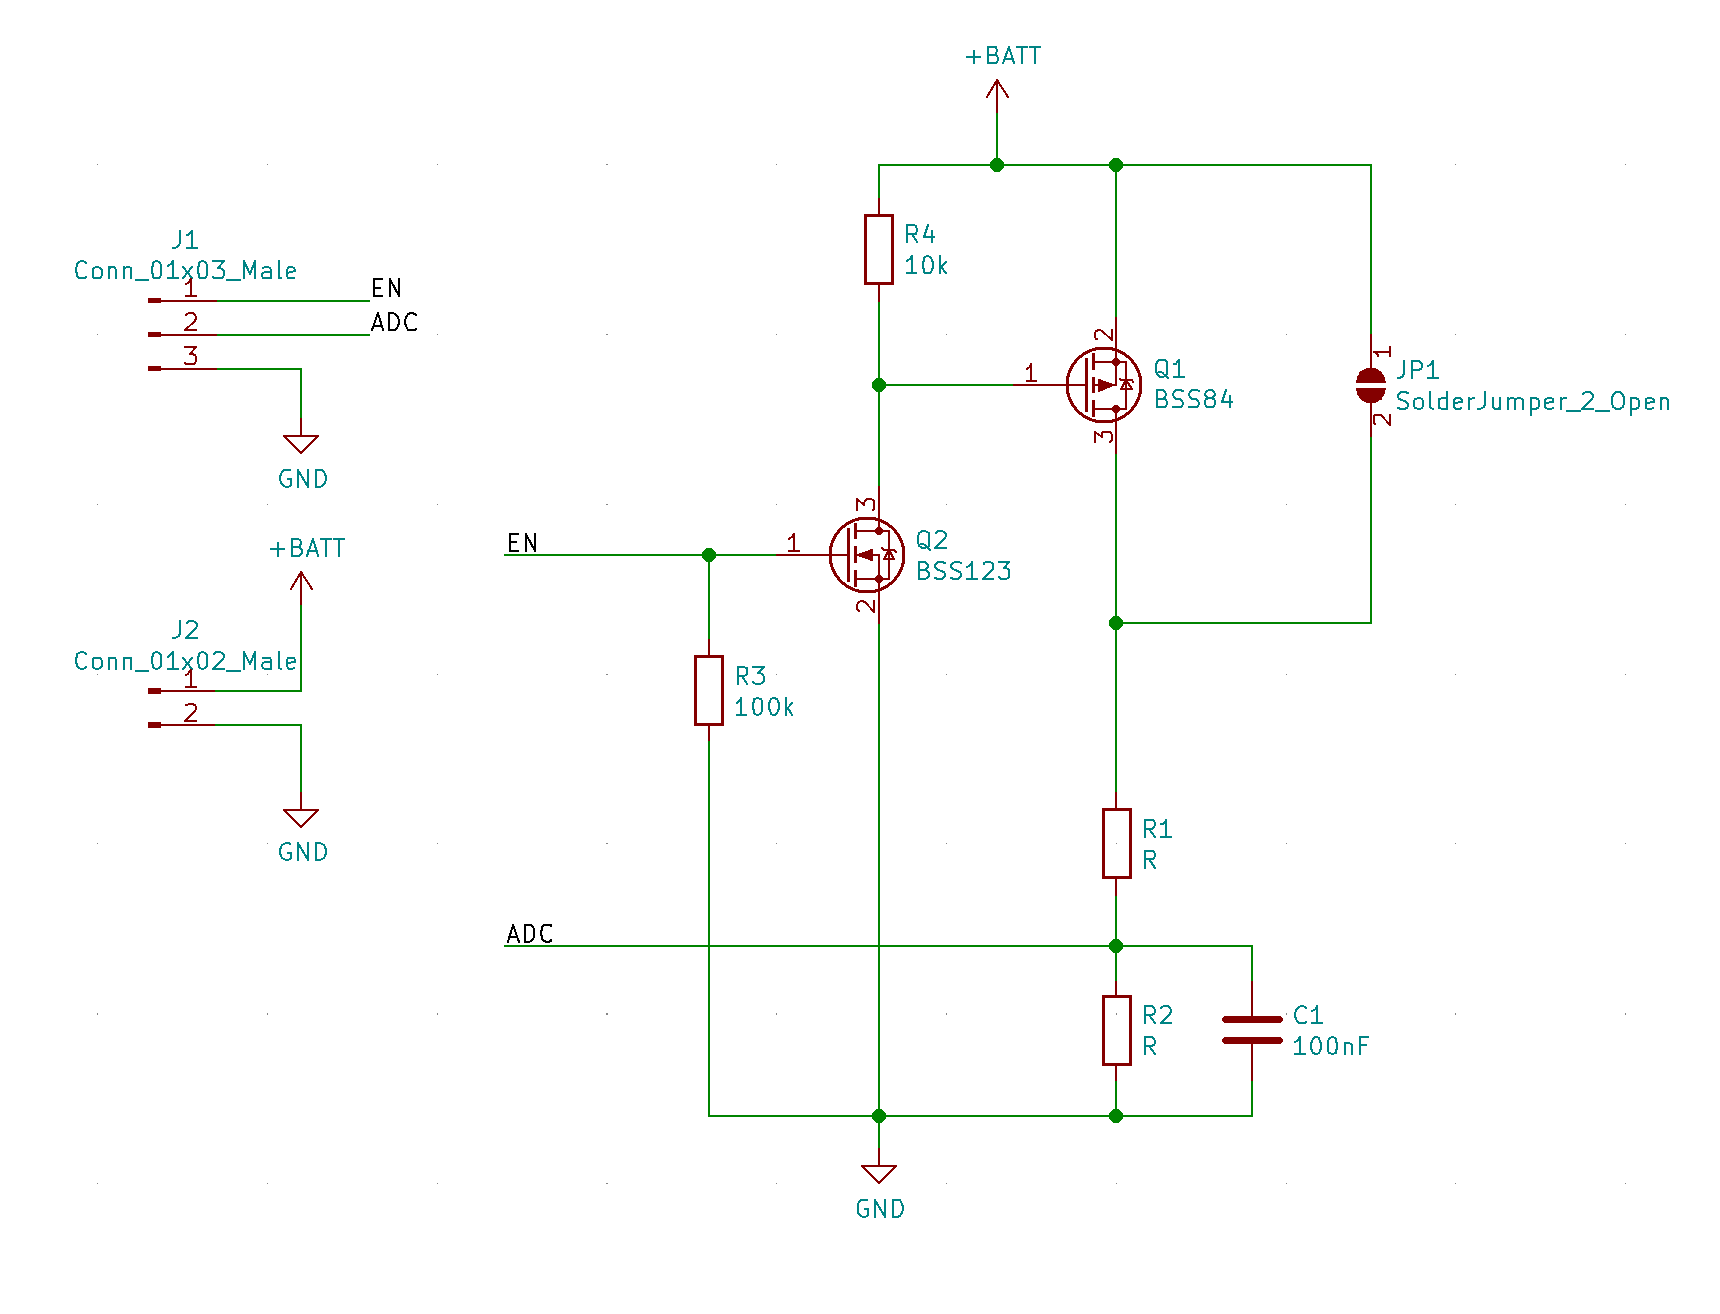 +BATT
R4
10k
J1
Conn_01x03_Male
1
EN
2
ADC
3
GND
2
1
Q1
BSS84
3
1
JP1
SolderJumper_2_Open
2
+BATT
J2
Conn_01x02_Male
1
2
GND
EN
1
3
Q2
BSS123
2
R3
100k
R1
R
ADC
R2
R
C1
100nF
GND